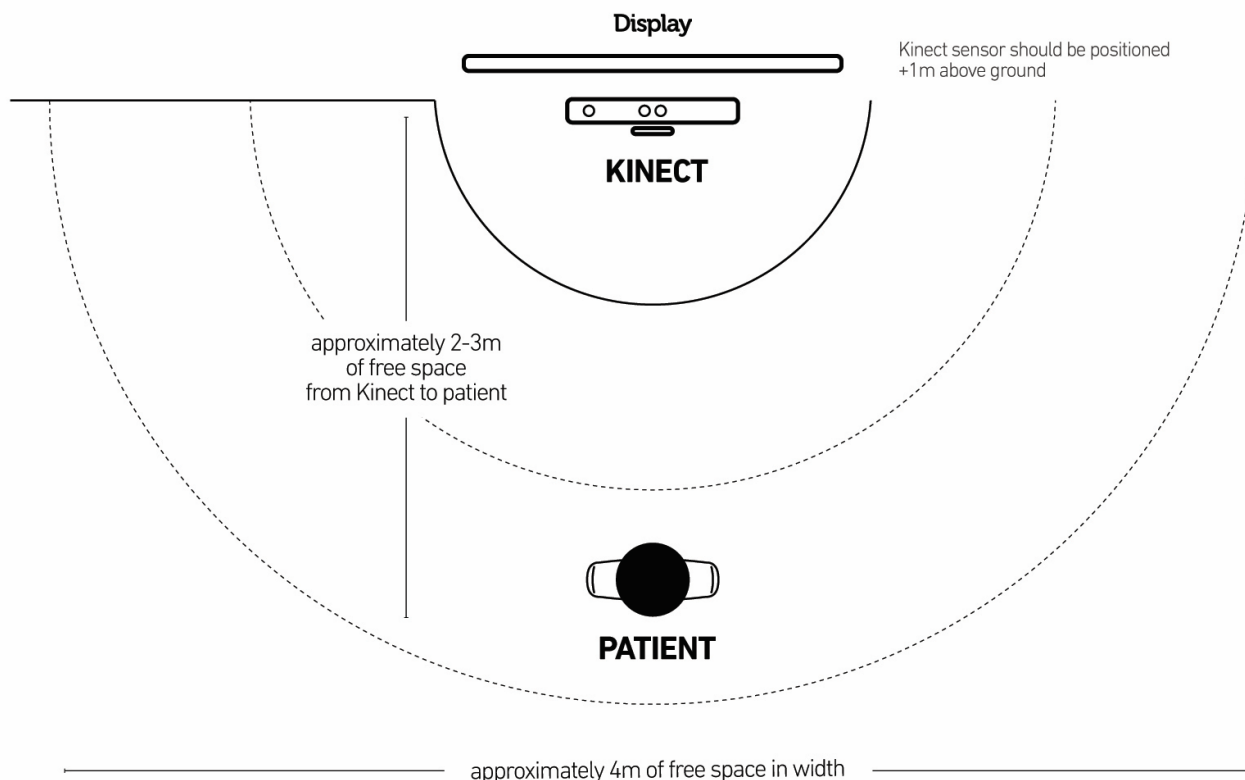 Display
Kinect sensor should be positioned
+1m above ground
KINECT
approximately 2-3m
of free space
from Kinect to patient
PATIENT
approximately 4m of free space in width